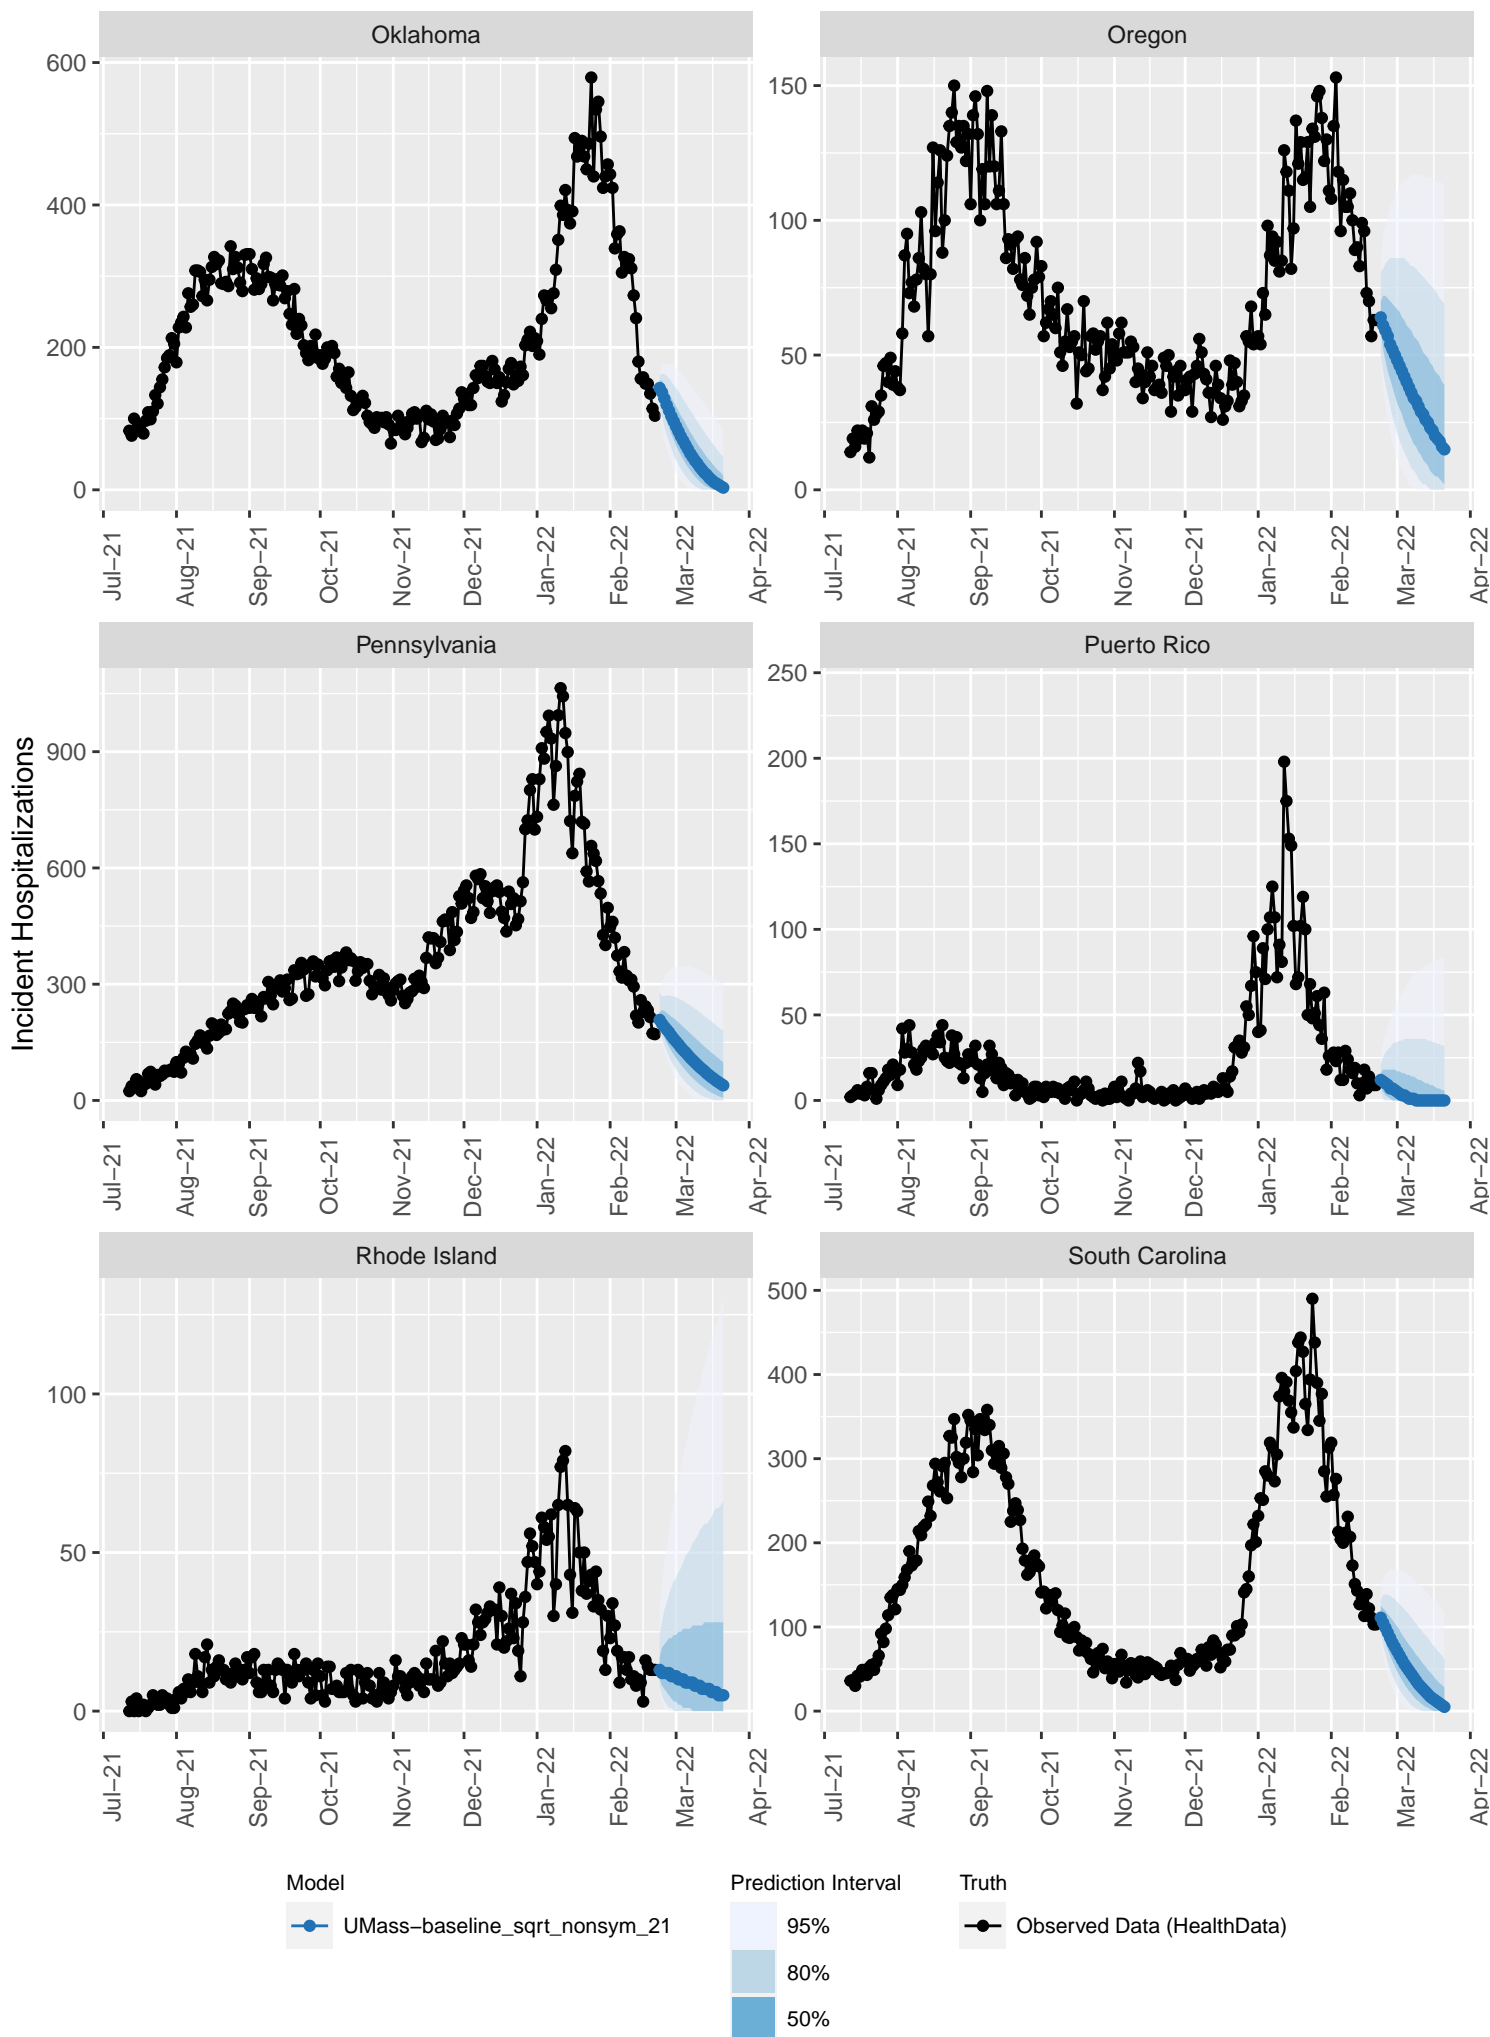 Oklahoma
Oregon
600
400
200
0
150
100
50
0
Jul−21
Aug−21
Sep−21
Oct−21
Nov−21
Dec−21
Jan−22
Feb−22
Mar−22
Apr−22
Jul−21
Aug−21
Sep−21
Oct−21
Nov−21
Dec−21
Jan−22
Feb−22
Mar−22
Apr−22
Incident Hospitalizations
Pennsylvania
Puerto Rico
900
600
300
0
250
200
150
100
50
0
Jul−21
Aug−21
Sep−21
Oct−21
Nov−21
Dec−21
Jan−22
Feb−22
Mar−22
Apr−22
Jul−21
Aug−21
Sep−21
Oct−21
Nov−21
Dec−21
Jan−22
Feb−22
Mar−22
Apr−22
Rhode Island
South Carolina
100
50
0
500
400
300
200
100
0
Jul−21
Aug−21
Sep−21
Oct−21
Nov−21
Dec−21
Jan−22
Feb−22
Mar−22
Apr−22
Jul−21
Aug−21
Sep−21
Oct−21
Nov−21
Dec−21
Jan−22
Feb−22
Mar−22
Apr−22
Model
UMass−baseline_sqrt_nonsym_21
Prediction Interval
95%
80%
50%
Truth
Observed Data (HealthData)